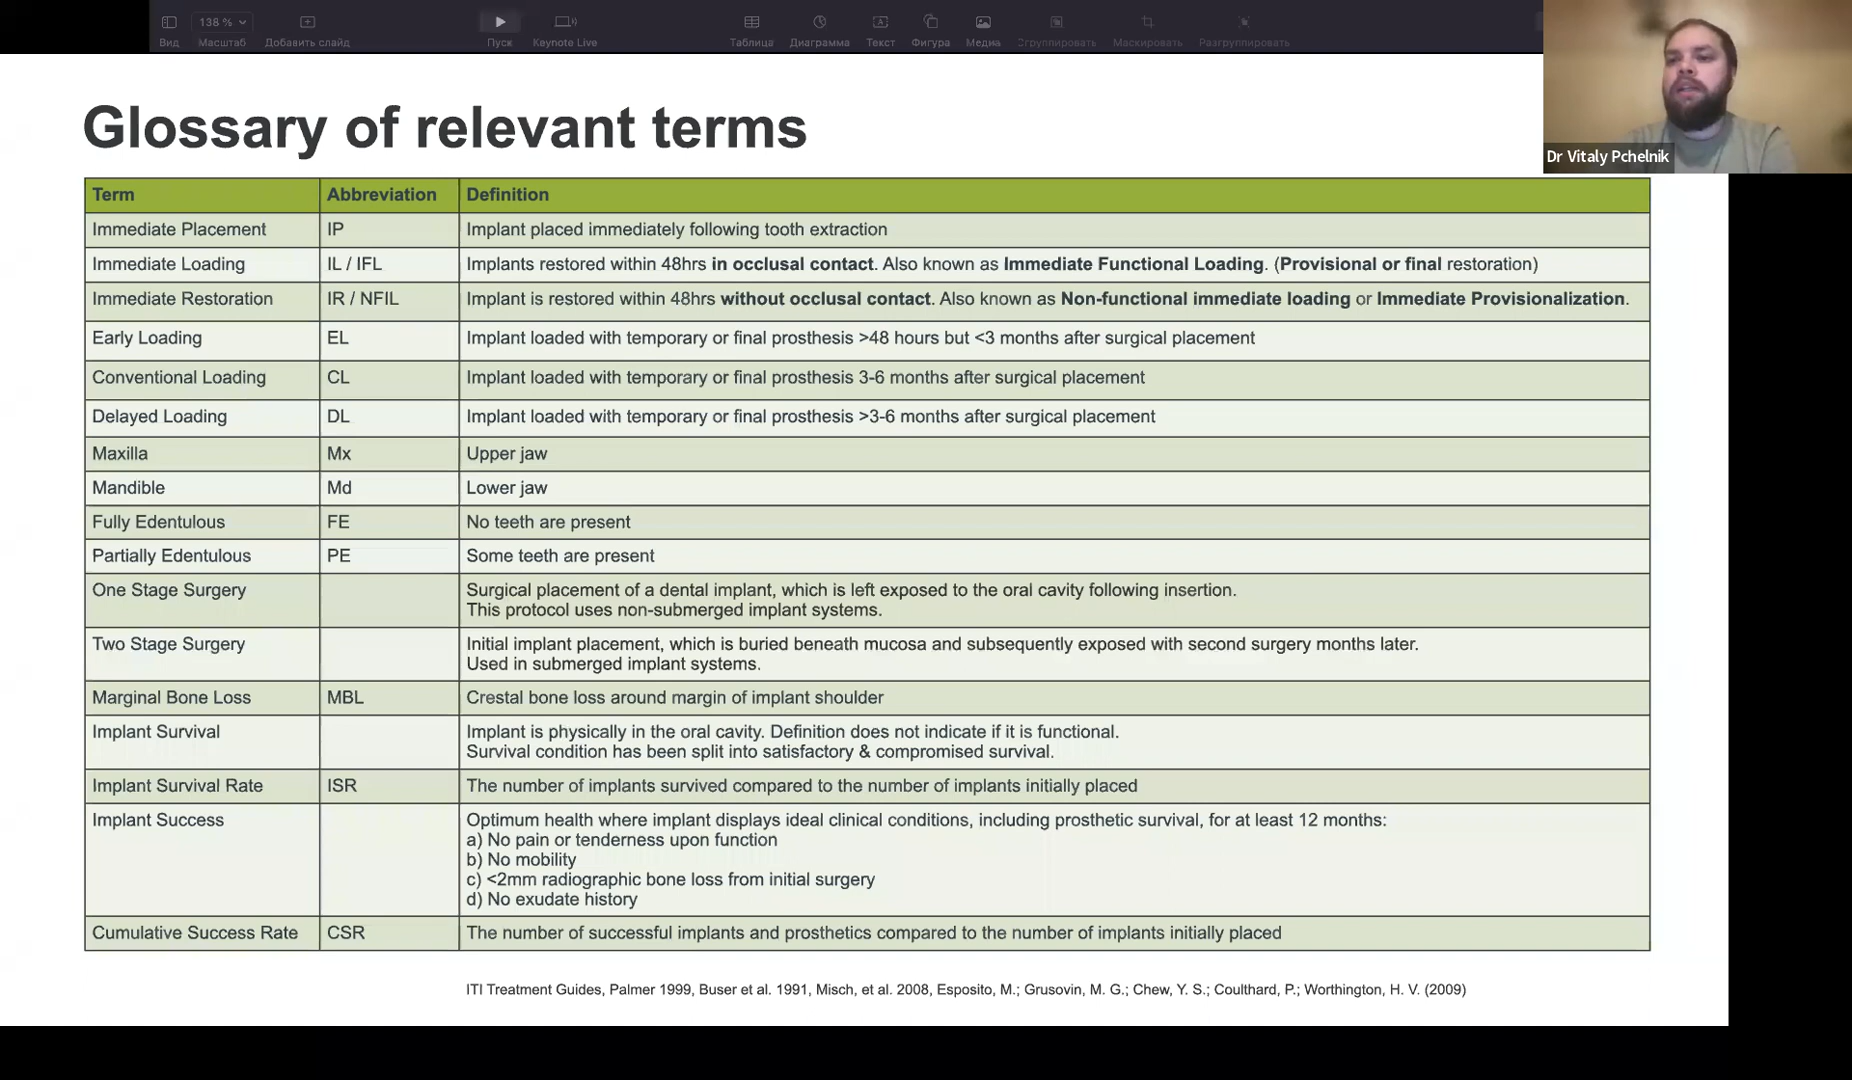 138 %
Вид
Масштаб
Добавить слайд
Пуск
Keynote Live
Таблица
Диаграмма
Текст
Фигура
Медиа
Сгруппировать
Маскировать
Разгруппировать
Dr Vitaly Pchelnik
Glossary of relevant terms
Term Abbreviation Definition
Immediate Placement IP Implant placed immediately following tooth extraction
Immediate Loading IL / IFL Implants restored within 48hrs in occlusal contact. Also known as Immediate Functional Loading. (Provisional or final restoration)
Immediate Restoration IR / NFIL Implant is restored within 48hrs without occlusal contact. Also known as Non-functional immediate loading or Immediate Provisionalization.
Early Loading EL Implant loaded with temporary or final prosthesis >48 hours but <3 months after surgical placement
Conventional Loading CL Implant loaded with temporary or final prosthesis 3-6 months after surgical placement
Delayed Loading DL Implant loaded with temporary or final prosthesis >3-6 months after surgical placement
Maxilla Mx Upper jaw
Mandible Md Lower jaw
Fully Edentulous FE No teeth are present
Partially Edentulous PE Some teeth are present
One Stage Surgery Surgical placement of a dental implant, which is left exposed to the oral cavity following insertion.
This protocol uses non-submerged implant systems.
Two Stage Surgery Initial implant placement, which is buried beneath mucosa and subsequently exposed with second surgery months later.
Used in submerged implant systems.
Marginal Bone Loss MBL Crestal bone loss around margin of implant shoulder
Implant Survival Implant is physically in the oral cavity. Definition does not indicate if it is functional.
Survival condition has been split into satisfactory & compromised survival.
Implant Survival Rate ISR The number of implants survived compared to the number of implants initially placed
Implant Success Optimum health where implant displays ideal clinical conditions, including prosthetic survival, for at least 12 months:
a) No pain or tenderness upon function
b) No mobility
c) <2mm radiographic bone loss from initial surgery
d) No exudate history
Cumulative Success Rate CSR The number of successful implants and prosthetics compared to the number of implants initially placed
ITI Treatment Guides, Palmer 1999, Buser et al. 1991, Misch, et al. 2008, Esposito, M.; Grusovin, M. G.; Chew, Y. S.; Coulthard, P.; Worthington, H. V. (2009)